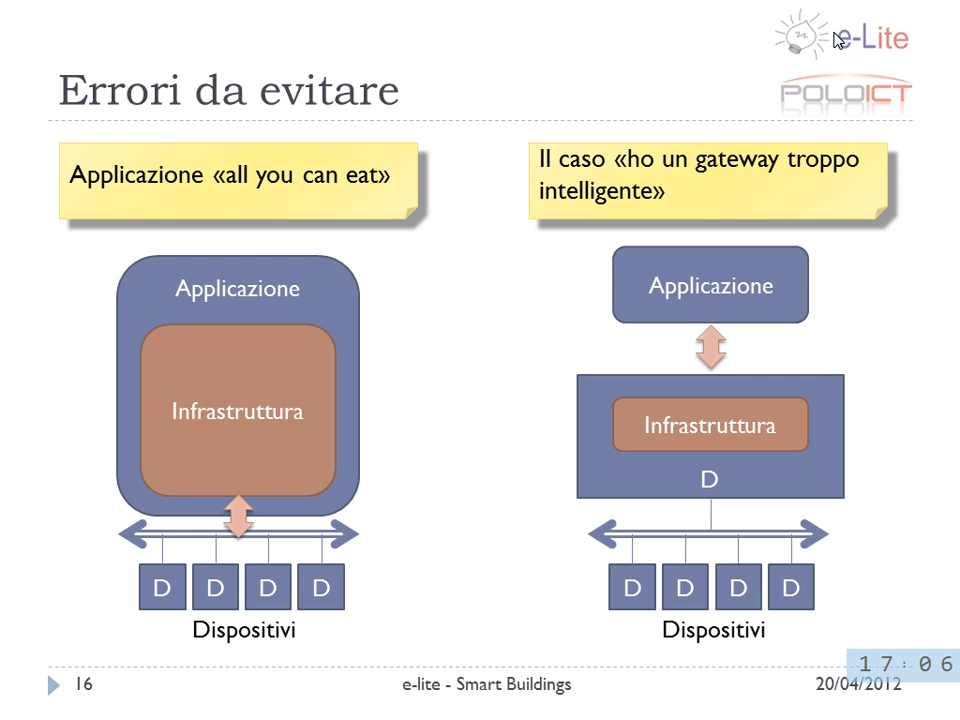 e-Lite
POLOICT
Errori da evitare
Applicazione «all you can eat»
Il caso «ho un gateway troppo
intelligente»
Applicazione
Infrastruttura
D D D D
Dispositivi
Applicazione
Infrastruttura
D
D D D D
Dispositivi
17:06
16
e-lite - Smart Buildings
20/04/2012